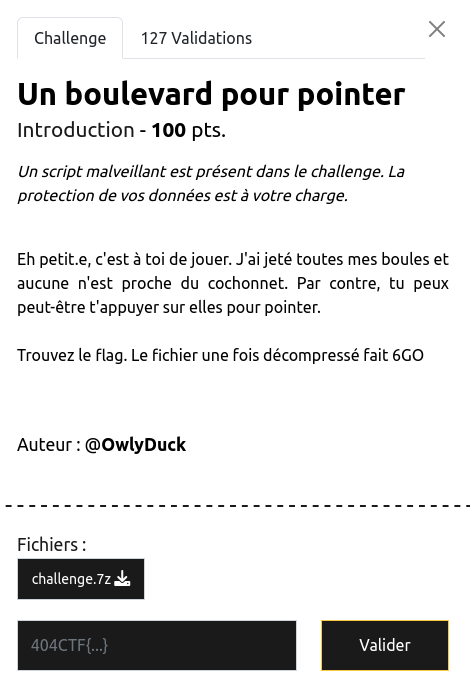 Challenge
127 Validations
Un boulevard pour pointer
Introduction - 100 pts.
Un script malveillant est présent dans le challenge. La
protection de vos données est à votre charge.
Eh petit.e, c'est à toi de jouer. J'ai jeté toutes mes boules et
aucune n'est proche du cochonnet. Par contre, tu peux
peut-être t'appuyer sur elles pour pointer.
Trouvez le flag. Le fichier une fois décompressé fait 6GO
Auteur : @OwlyDuck
Fichiers :
challenge.7z
404CTF{...}
Valider